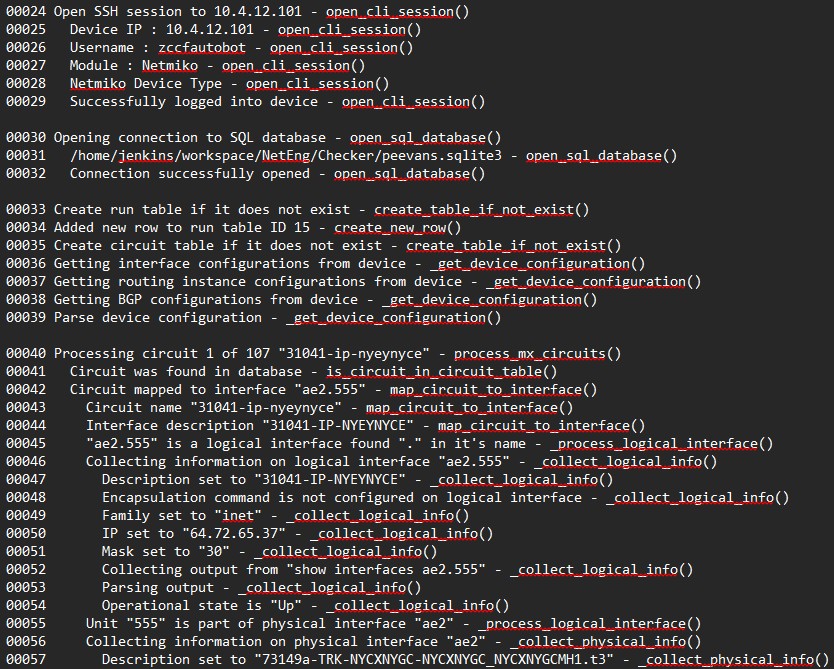 00024 Open SSH session to 10.4.12.101 - open_cli_session()
00025   Device IP : 10.4.12.101 - open_cli_session()
00026   Username : zccfautobot - open_cli_session()
00027   Module : Netmiko - open_cli_session()
00028   Netmiko Device Type - open_cli_session()
00029   Successfully logged into device - open_cli_session()
00030 Opening connection to SQL database - open_sql_database()
00031   /home/jenkins/workspace/NetEng/Checker/peevans.sqlite3 - open_sql_database()
00032   Connection successfully opened - open_sql_database()
00033 Create run table if it does not exist - create_table_if_not_exist()
00034 Added new row to run table ID 15 - create_new_row()
00035 Create circuit table if it does not exist - create_table_if_not_exist()
00036 Getting interface configurations from device - _get_device_configuration()
00037 Getting routing instance configurations from device - _get_device_configuration()
00038 Getting BGP configurations from device - _get_device_configuration()
00039 Parse device configuration - _get_device_configuration()
00040 Processing circuit 1 of 107 "31041-ip-nyeynyce" - process_mx_circuits()
00041   Circuit was found in database - is_circuit_in_circuit_table()
00042   Circuit mapped to interface "ae2.555" - map_circuit_to_interface()
00043     Circuit name "31041-ip-nyeynyce" - map_circuit_to_interface()
00044     Interface description "31041-IP-NYEYNYCE" - map_circuit_to_interface()
00045     "ae2.555" is a logical interface found "." in it's name - _process_logical_interface()
00046     Collecting information on logical interface "ae2.555" - _collect_logical_info()
00047       Description set to "31041-IP-NYEYNYCE" - _collect_logical_info()
00048       Encapsulation command is not configured on logical interface - _collect_logical_info()
00049       Family set to "inet" - _collect_logical_info()
00050       IP set to "64.72.65.37" - _collect_logical_info()
00051       Mask set to "30" - _collect_logical_info()
00052       Collecting output from "show interfaces ae2.555" - _collect_logical_info()
00053       Parsing output - _collect_logical_info()
00054       Operational state is "Up" - _collect_logical_info()
00055     Unit "555" is part of physical interface "ae2" - _process_logical_interface()
00056     Collecting information on physical interface "ae2" - _collect_physical_info()
00057       Description set to "73149a-TRK-NYCXNYGC-NYCXNYGC_NYCXNYGCMH1.t3" - _collect_physical_info()